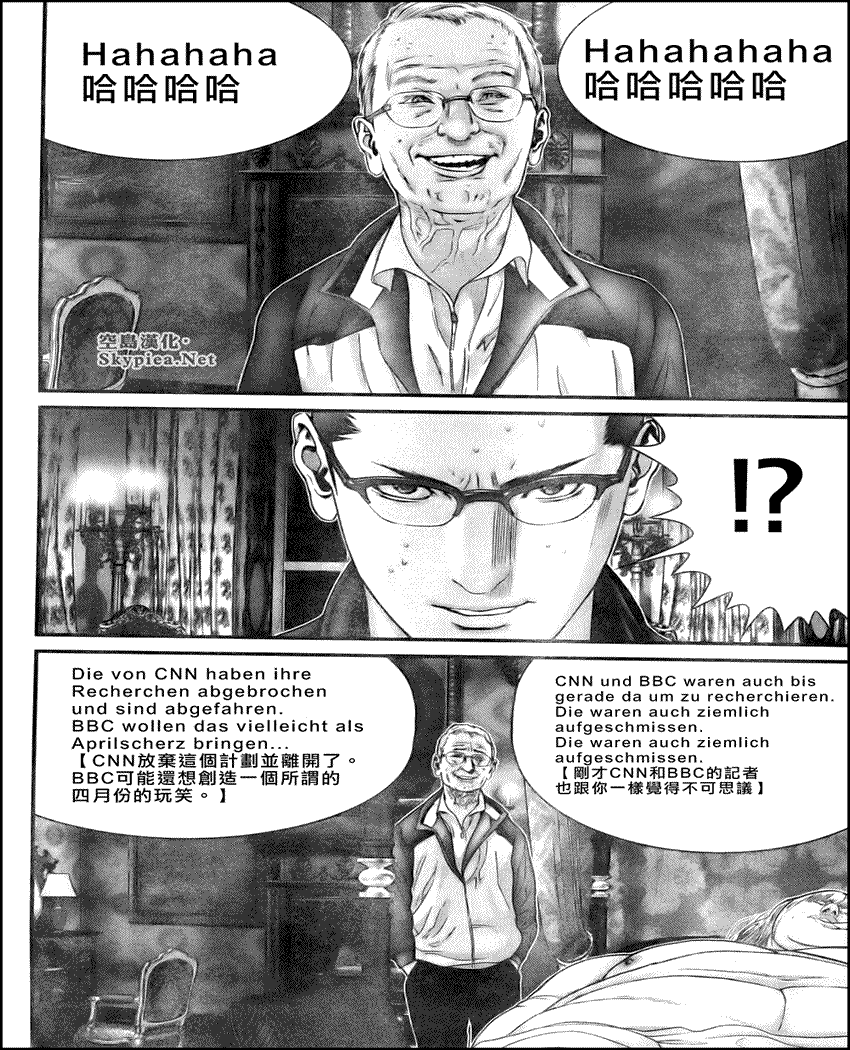 Hahahahaha
哈哈哈哈哈
Hahahaha
哈哈哈哈
空島漢化·
Skypiea.Net
!?
CNN und BBC waren auch bis
gerade da um zu recherchieren.
Die waren auch ziemlich
aufgeschmissen.
Die waren auch ziemlich
aufgeschmissen.
【剛才CNN和BBC的記者
也跟你一樣覺得不可思議】
Die von CNN haben ihre
Recherchen abgebrochen
und sind abgefahren.
BBC wollen das vielleicht als
Aprilscherz bringen...
【CNN放棄這個計劃並離開了。
BBC可能還想創造一個所謂的
四月份的玩笑。】